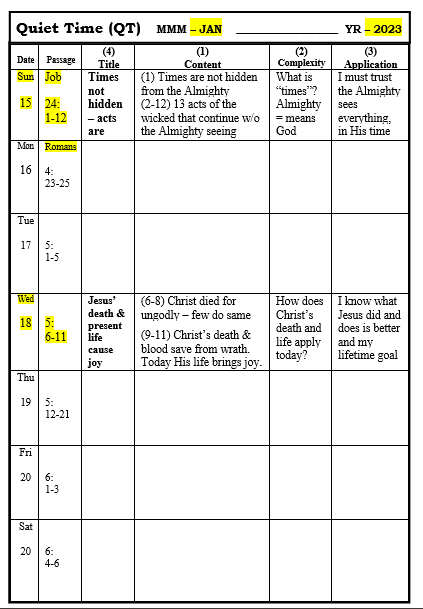 Quiet Time (QT) MMM – JAN ____________ YR – 2023
Date Passage (4) Title (1) Content (2) Complexity (3) Application
Sun Job Times (1) Times are not hidden What is I must trust
not from the Almighty “times”? the Almighty
15 24: hidden (2-12) 13 acts of the Almighty sees
1-12 – acts wicked that continue w/o = means everything,
are the Almighty seeing God in His time
Mon Romans
16 4:
23-25
Tue
17 5:
1-5
Wed Jesus’ (6-8) Christ died for How does I know what
death & ungodly – few do same Christ’s Jesus did and
18 5: present (9-11) Christ’s death & death and does is better
6-11 life blood save from wrath. life apply and my
cause Today His life brings joy. today? lifetime goal
joy
Thu
19 5:
12-21
Fri
20 6:
1-3
Sat
20 6:
4-6